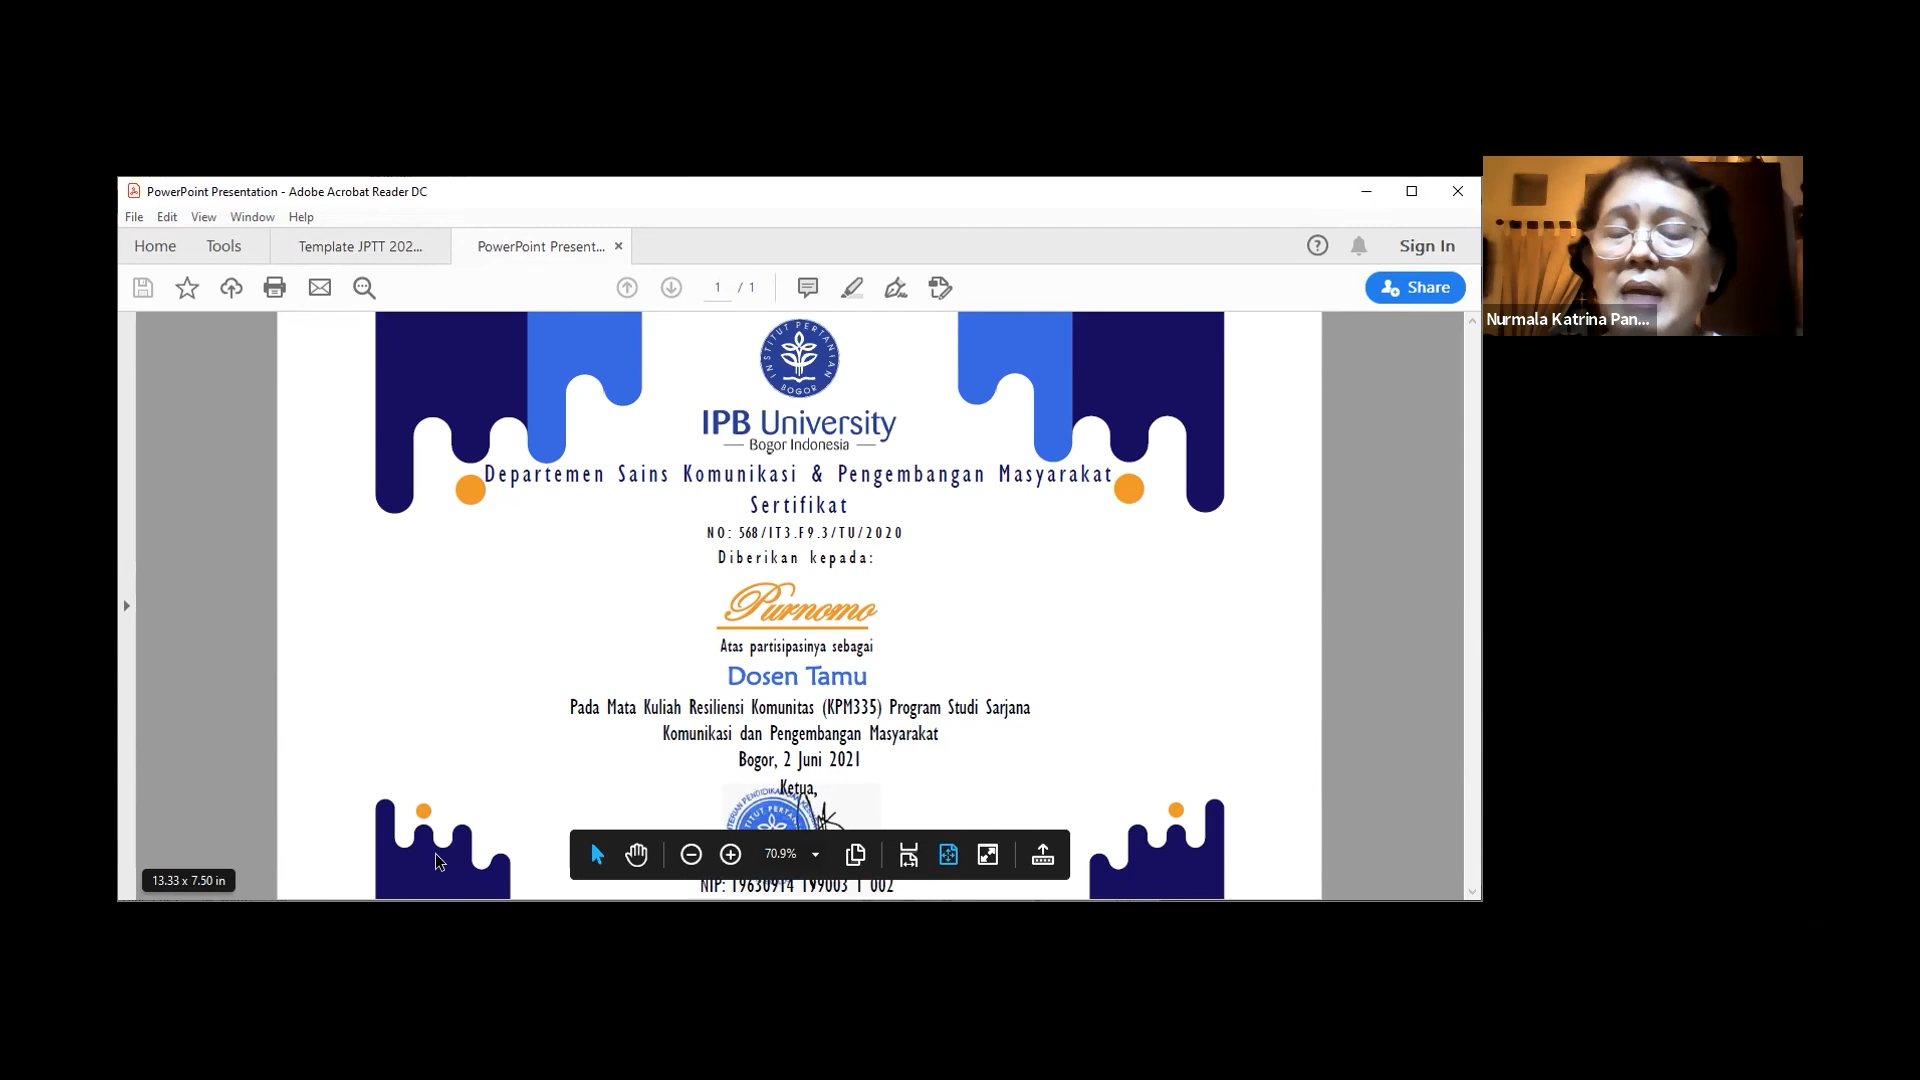 PowerPoint Presentation - Adobe Acrobat Reader DC
File Edit View Window Help
Home Tools Template JPTT 202... PowerPoint Present... × ? Sign In
1 / 1 Share
Nurmala Katrina Pan...
INSTITUT PERTANIAN
BOGOR
IPB University
Bogor Indonesia
Departemen Sains Komunikasi & Pengembangan Masyarakat
Sertifikat
NO: 568/IT3.F9.3/TU/2020
Diberikan kepada:
Purnomo
Atas partisipasinya sebagai
Dosen Tamu
Pada Mata Kuliah Resiliensi Komunitas (KPM335) Program Studi Sarjana
Komunikasi dan Pengembangan Masyarakat
Bogor, 2 Juni 2021
Ketua,
70.9%
13.33 x 7.50 in
NIP: 19630914 199003 1 002